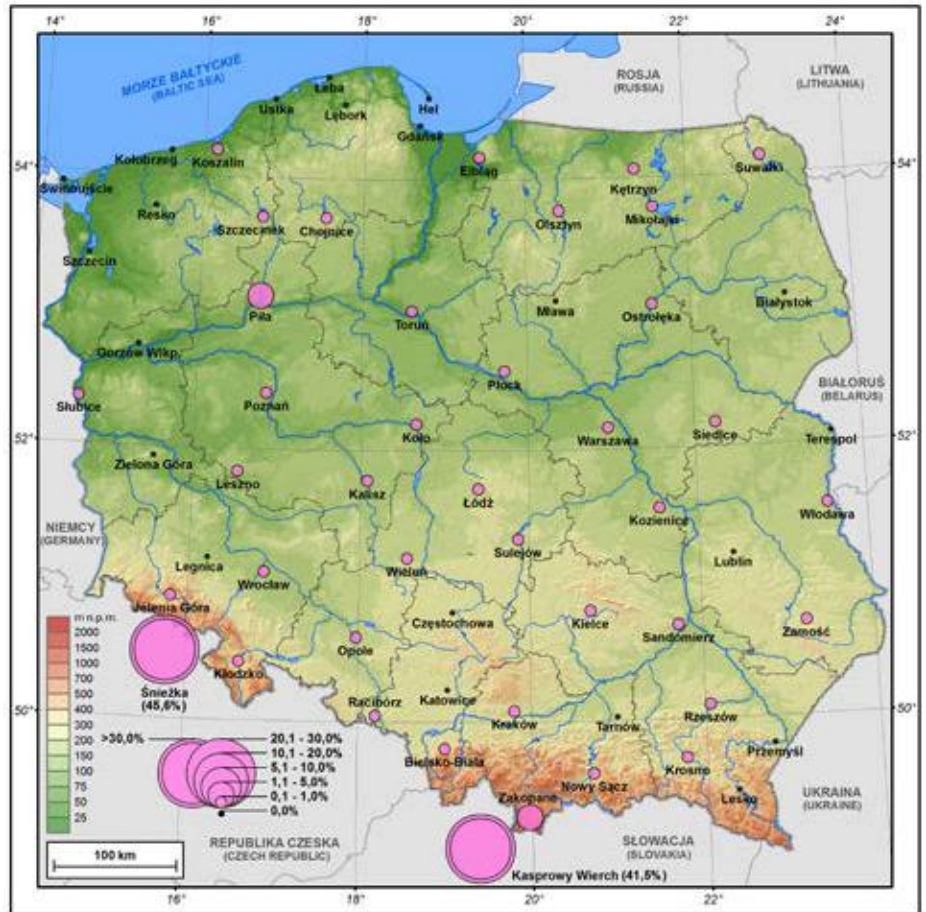 14° 16° 18° 20° 22° 24°
MORZE BAŁTYCKIE
(BALTIC SEA)
ROSJA
(RUSSIA)
LITWA
(LITHUANIA)
Łeba
Ustka
Lębork
Hel
Gdańsk
Kołobrzeg
Koszalin
54°
Elbląg
Suwałki
54°
Świnoujście
Kętrzyn
Resko
Szczecinek
Chojnice
Olsztyn
Mikołajki
Szczecin
Piła
Toruń
Mława
Ostrołęka
Białystok
Gorzów Wlkp.
Płock
BIAŁORUŚ
(BELARUS)
Słubice
Poznań
52°
Koło
Warszawa
Siedlce
Terespol
52°
Zielona Góra
Leszno
Kalisz
Łódź
Kozienice
Włodawa
NIEMCY
(GERMANY)
Legnica
Wrocław
Wieluń
Sulejów
Lublin
Jelenia Góra
Częstochowa
Kielce
Sandomierz
Zamość
m n.p.m.
2000
1500
1000
700
500
400
300
200
150
100
75
50
25
Opole
Kłodzko
Śnieżka
(45,6%)
Racibórz
Katowice
Kraków
Tarnów
Rzeszów
50°
50°
Przemyśl
Bielsko-Biała
Nowy Sącz
Krosno
Lesko
Zakopane
>30,0%
20,1 - 30,0%
10,1 - 20,0%
5,1 - 10,0%
1,1 - 5,0%
0,1 - 1,0%
0,0%
UKRAINA
(UKRAINE)
REPUBLIKA CZESKA
(CZECH REPUBLIC)
SŁOWACJA
(SLOVAKIA)
100 km
Kasprowy Wierch (41,5%)
16° 18° 20° 22°